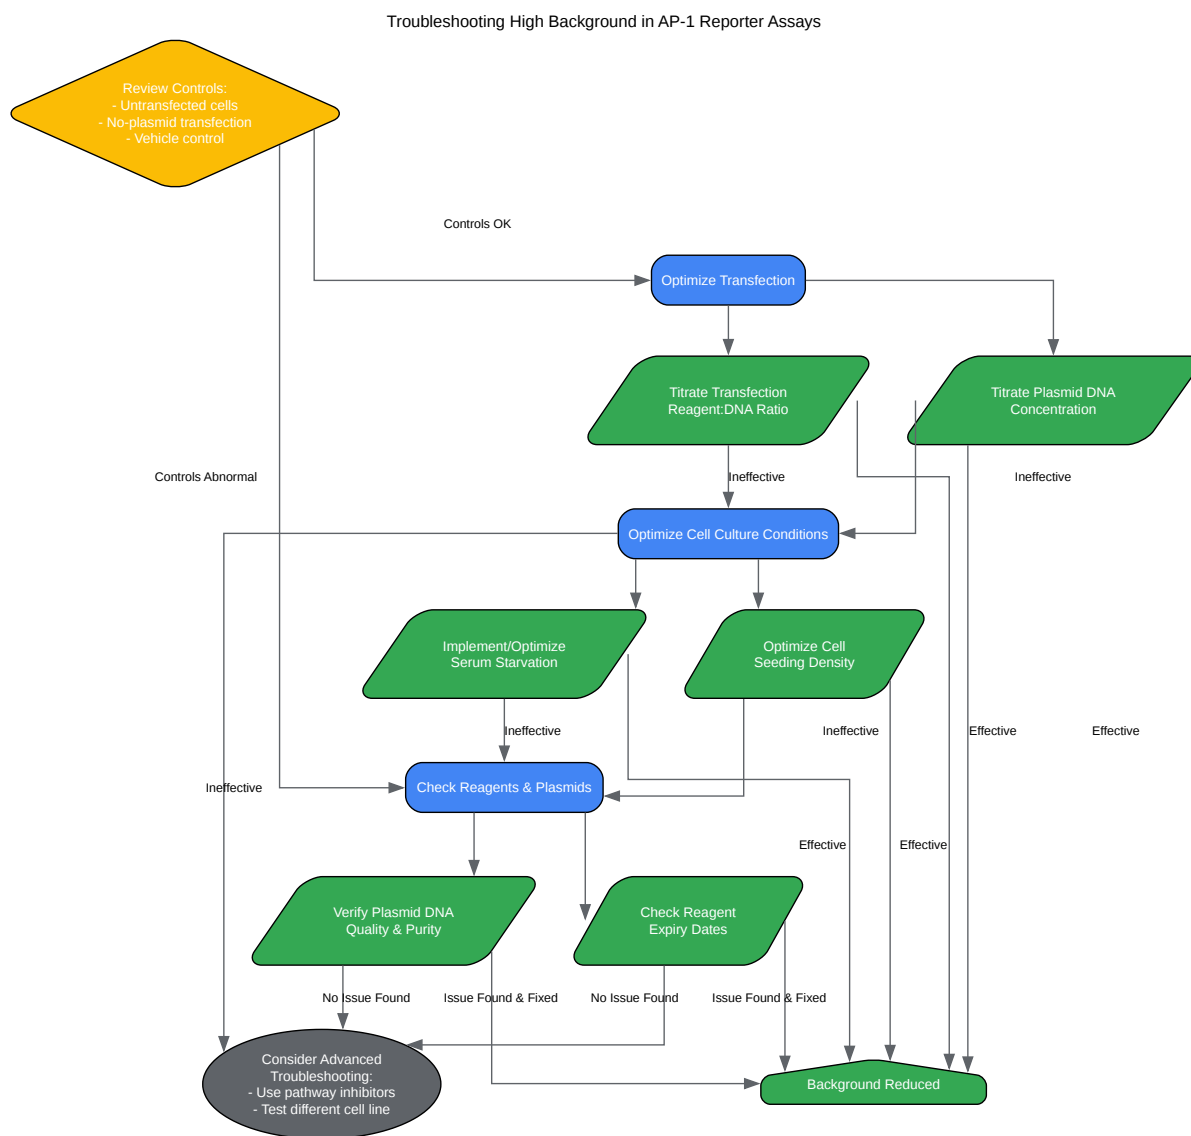 Troubleshooting High Background in AP-1 Reporter Assays
Review Controls:
- Untransfected cells
- No-plasmid transfection
- Vehicle control
Controls OK
Optimize Transfection
Titrate Transfection
Reagent:DNA Ratio
Titrate Plasmid DNA
Concentration
Controls Abnormal
Ineffective
Ineffective
Optimize Cell Culture Conditions
Implement/Optimize
Serum Starvation
Optimize Cell
Seeding Density
Ineffective
Ineffective
Effective
Effective
Ineffective
Check Reagents & Plasmids
Effective
Effective
Verify Plasmid DNA
Quality & Purity
Check Reagent
Expiry Dates
No Issue Found
Issue Found & Fixed
No Issue Found
Issue Found & Fixed
Consider Advanced
Troubleshooting:
- Use pathway inhibitors
- Test different cell line
Background Reduced